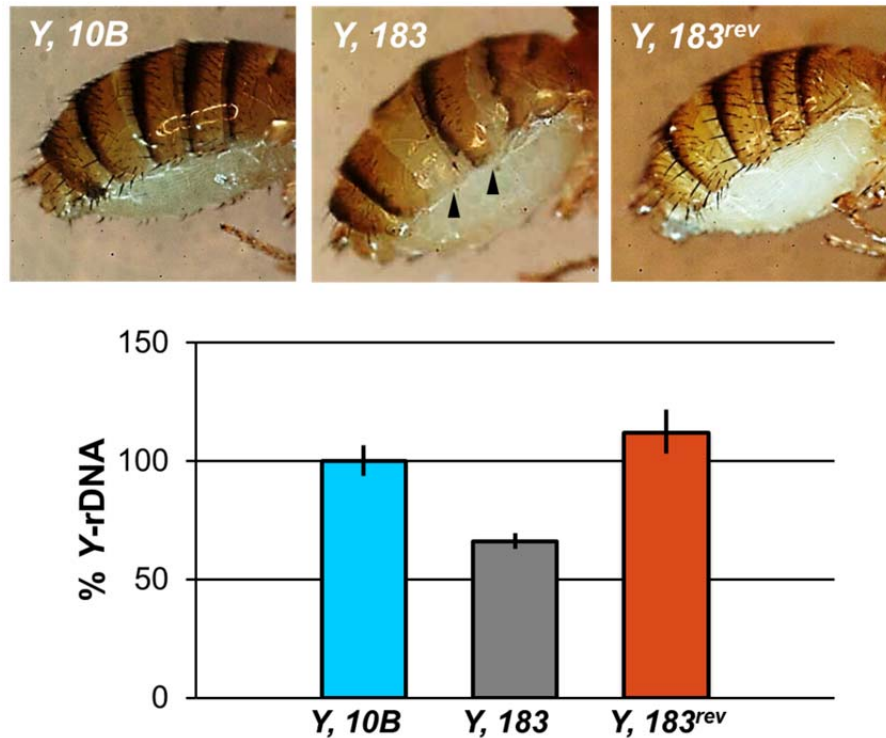 Y, 10B
Y, 183
Y, 183rev
150
100
50
0
% Y-rDNA
Y, 10B
Y, 183
Y, 183rev